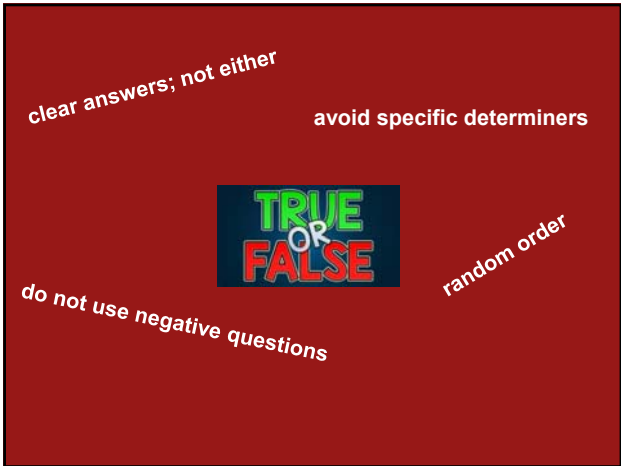 clear answers; not either
avoid specific determiners
TRUE
OR
FALSE
random order
do not use negative questions